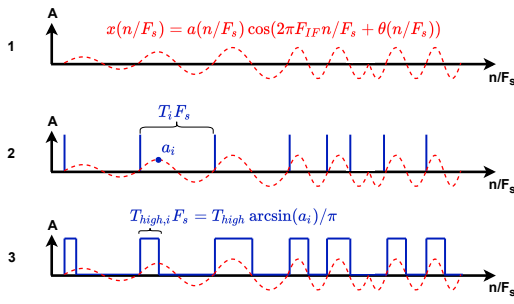 A
x(n/F_s) = a(n/F_s) cos(2πF_{IF}n/F_s + θ(n/F_s))
1
n/F_s
T_iF_s
A
a_i
2
n/F_s
T_{high,i}F_s = T_{high} arcsin(a_i)/π
A
3
n/F_s